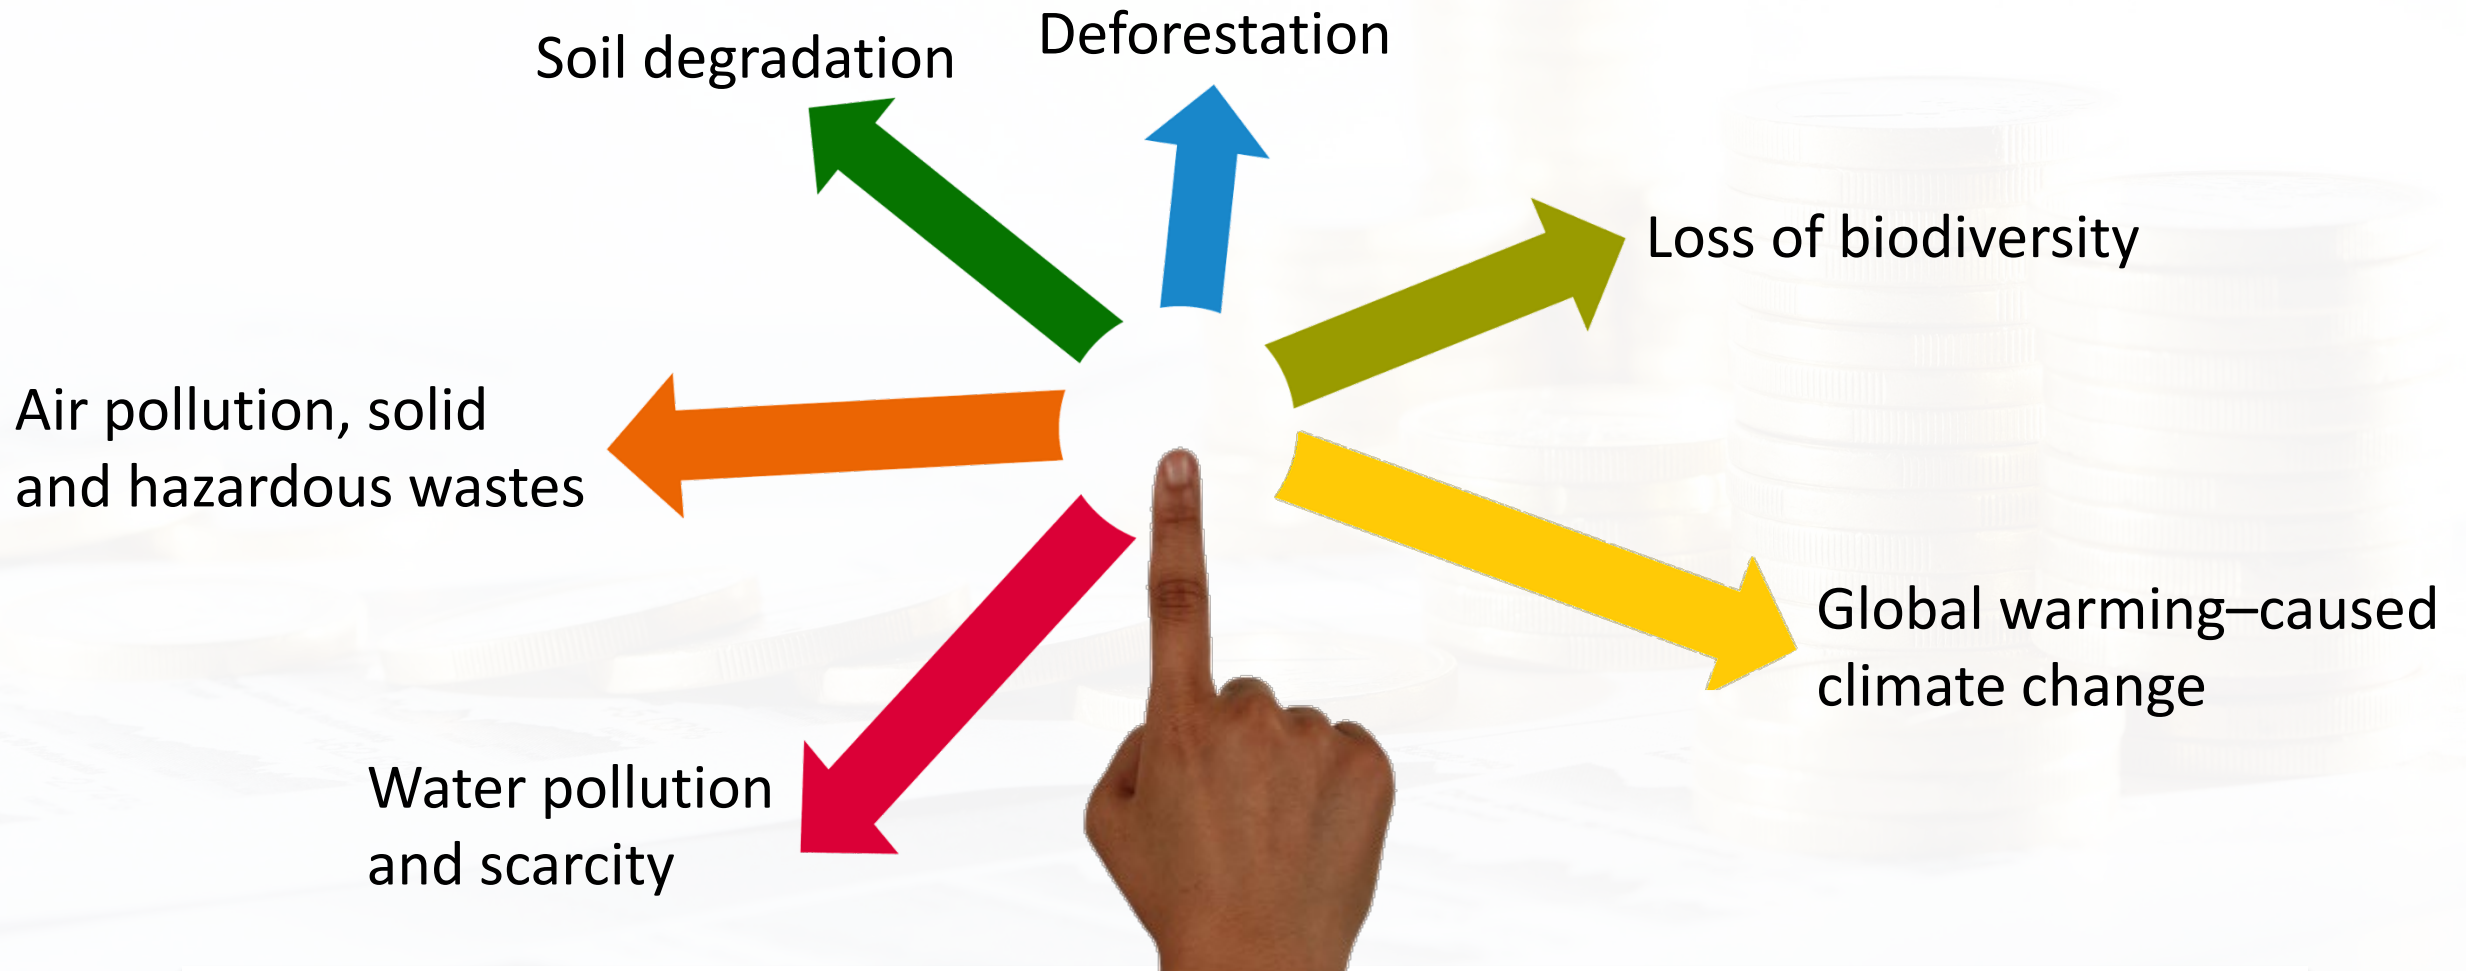 Soil degradation
Deforestation
Loss of biodiversity
Air pollution, solid
and hazardous wastes
Global warming–caused
climate change
Water pollution
and scarcity